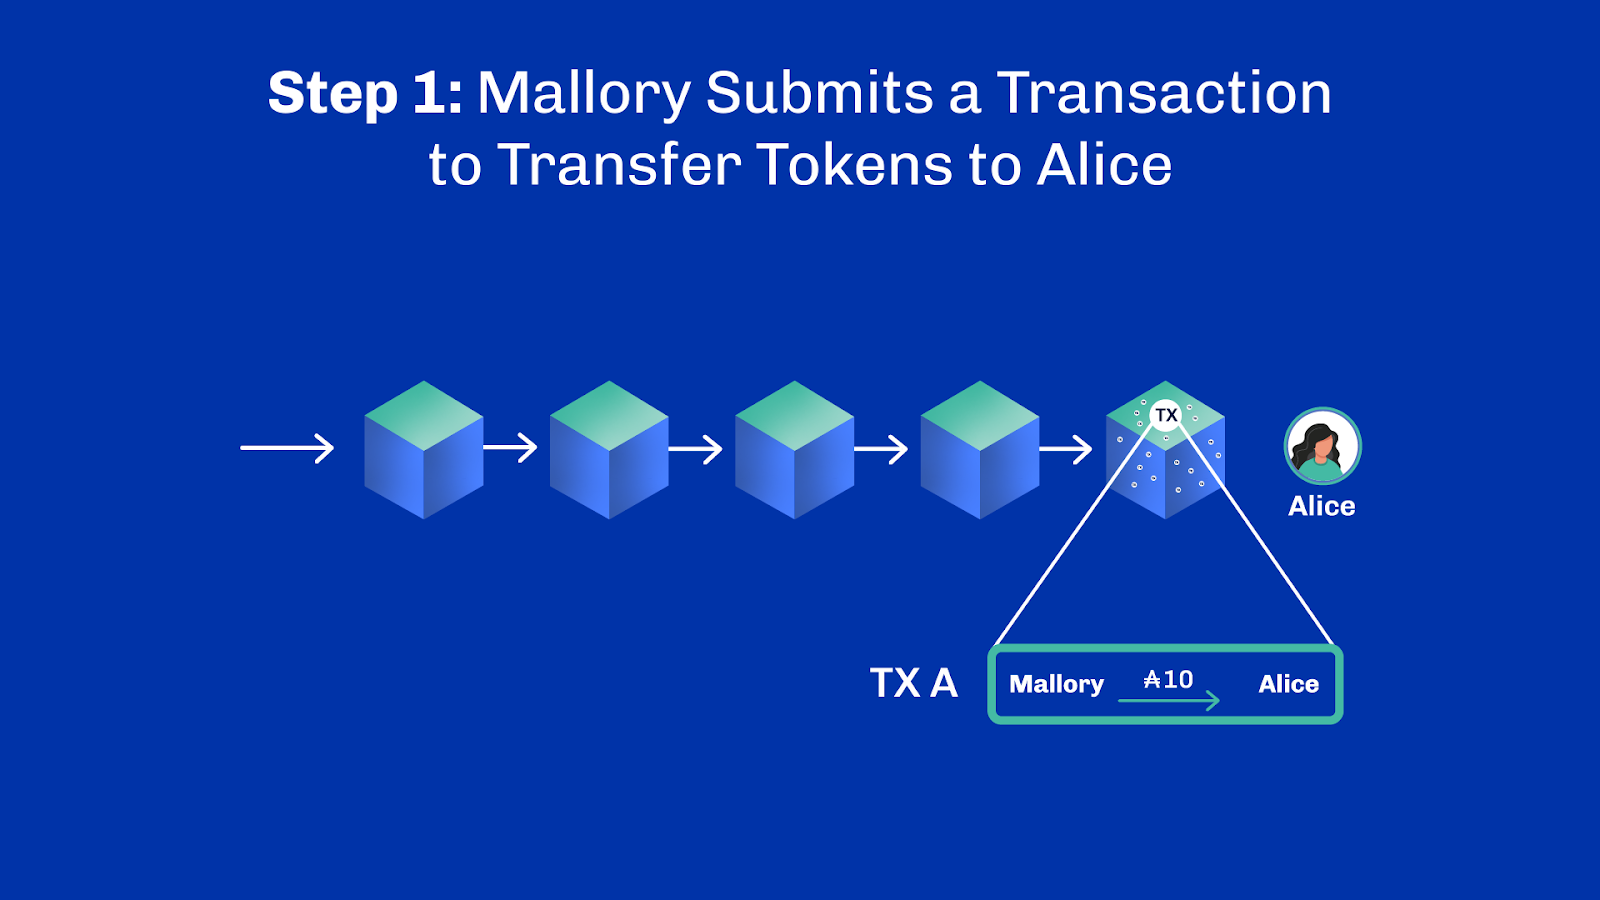 Step 1: Mallory Submits a Transaction
to Transfer Tokens to Alice
TX
Alice
TX A
Mallory
₳10
Alice